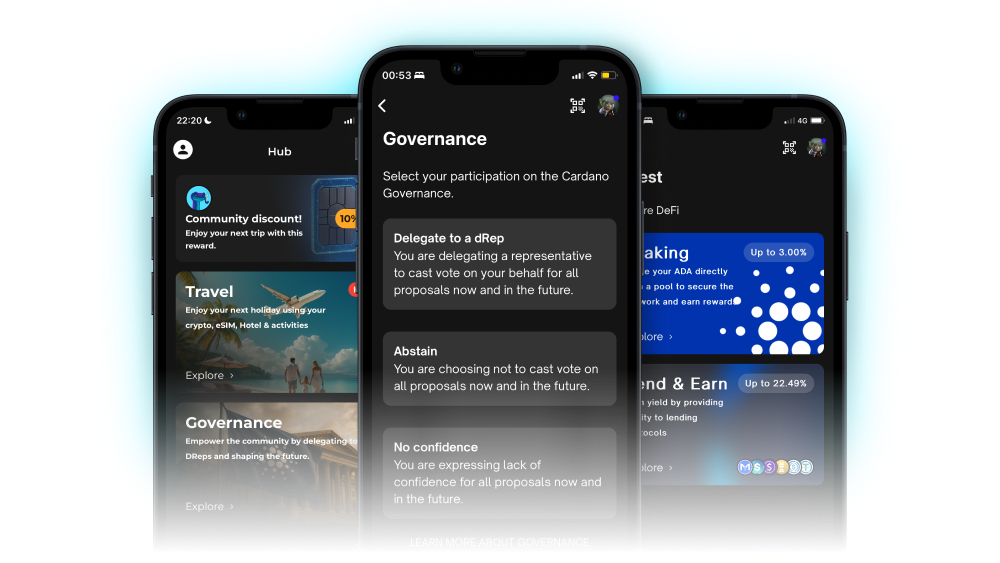 22:20
Hub
Community discount!
Enjoy your next trip with this
reward.
10%
Travel
Enjoy your next holiday using your
crypto, eSIM, Hotel & activities
Explore >
Governance
Empower the community by delegating to
DReps and shaping the future.
Explore >
00:53
Governance
Select your participation on the Cardano
Governance.
Delegate to a dRep
You are delegating a representative
to cast vote on your behalf for all
proposals now and in the future.
Abstain
You are choosing not to cast vote on
all proposals now and in the future.
No confidence
You are expressing lack of
confidence for all proposals now and
in the future.
LEARN MORE ABOUT GOVERNANCE
4G
est
re DeFi
aking
Up to 3.00%
e your ADA directly
a pool to secure the
work and earn rewards
lore >
end & Earn
Up to 22.49%
yield by providing
ity to lending
tocols
lore >